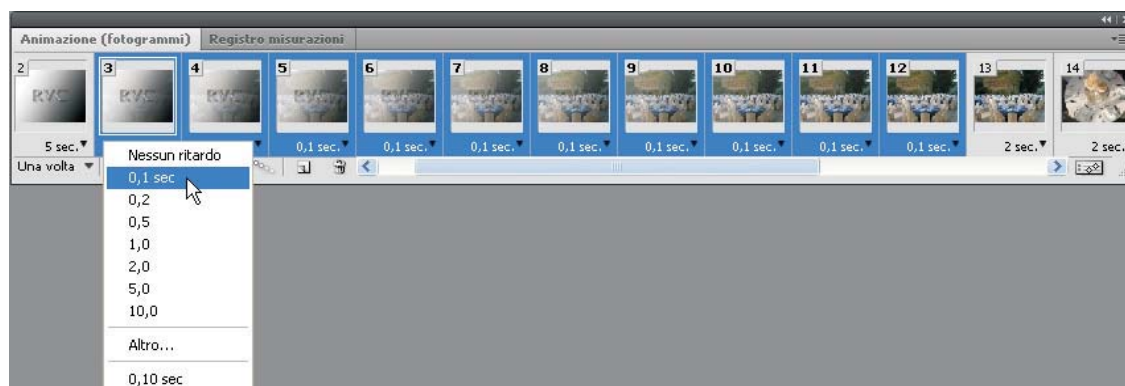 Animazione (fotogrammi) Registro misurazioni
2 3 4 5 6 7 8 9 10 11 12 13 14
5 sec. 0,1 sec. 0,1 sec. 0,1 sec. 0,1 sec. 0,1 sec. 0,1 sec. 0,1 sec. 0,1 sec. 2 sec. 2 sec.
Una volta
Nessun ritardo
0,1 sec
0,2
0,5
1,0
2,0
5,0
10,0
Altro...
0,10 sec